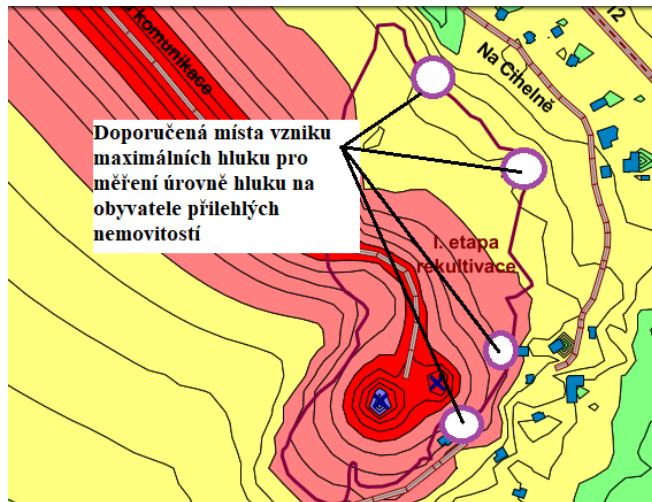 komunikace
12
Na Cihelně
Doporučená místa vzniku
maximálních hluku pro
měření úrovně hluku na
obyvatele přilehlých
nemovitostí
I. etapa
rekultivace